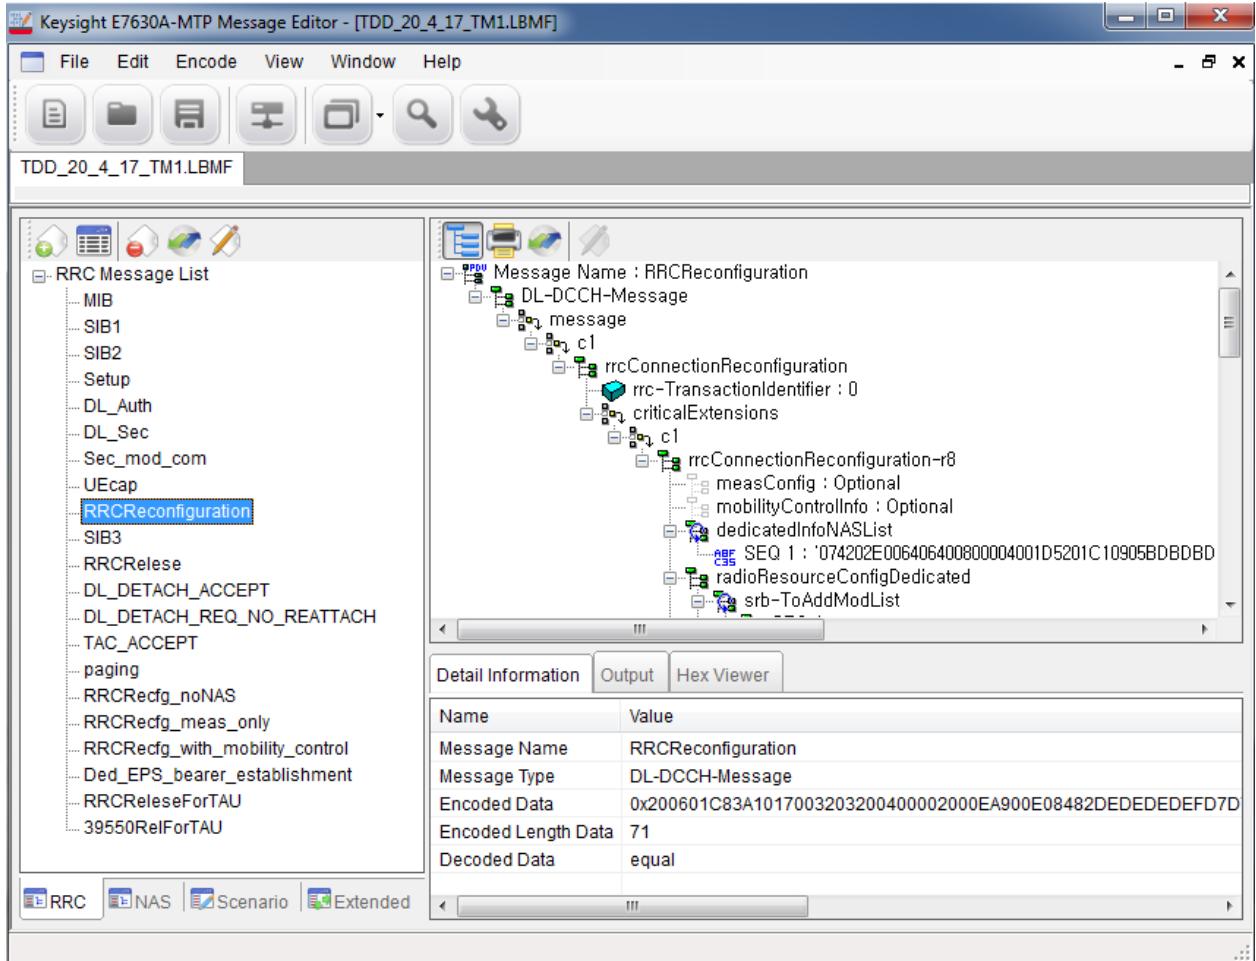 Keysight E7630A-MTP Message Editor - [TDD_20_4_17_TM1.LBMF]
File Edit Encode View Window Help
TDD_20_4_17_TM1.LBMF
RRC Message List
MIB
SIB1
SIB2
Setup
DL_Auth
DL_Sec
Sec_mod_com
UEcap
RRCReconfiguration
SIB3
RRCRelese
DL_DETACH_ACCEPT
DL_DETACH_REQ_NO_REATTACH
TAC_ACCEPT
paging
RRCRecfg_noNAS
RRCRecfg_meas_only
RRCRecfg_with_mobility_control
Ded_EPS_bearer_establishment
RRCReleseForTAU
39550RelForTAU
RRC NAS Scenario Extended
Message Name : RRCReconfiguration
DL-DCCH-Message
message
c1
rrcConnectionReconfiguration
rrc-TransactionIdentifier : 0
criticalExtensions
c1
rrcConnectionReconfiguration-r8
measConfig : Optional
mobilityControlInfo : Optional
dedicatedInfoNASList
SEQ 1 : '074202E006406400800004001D5201C10905BDBDBD
radioResourceConfigDedicated
srb-ToAddModList
Detail Information Output Hex Viewer
Name Value
Message Name RRCReconfiguration
Message Type DL-DCCH-Message
Encoded Data 0x200601C83A1017003203200400002000EA900E08482DEDEDEDEFD7D
Encoded Length Data 71
Decoded Data equal